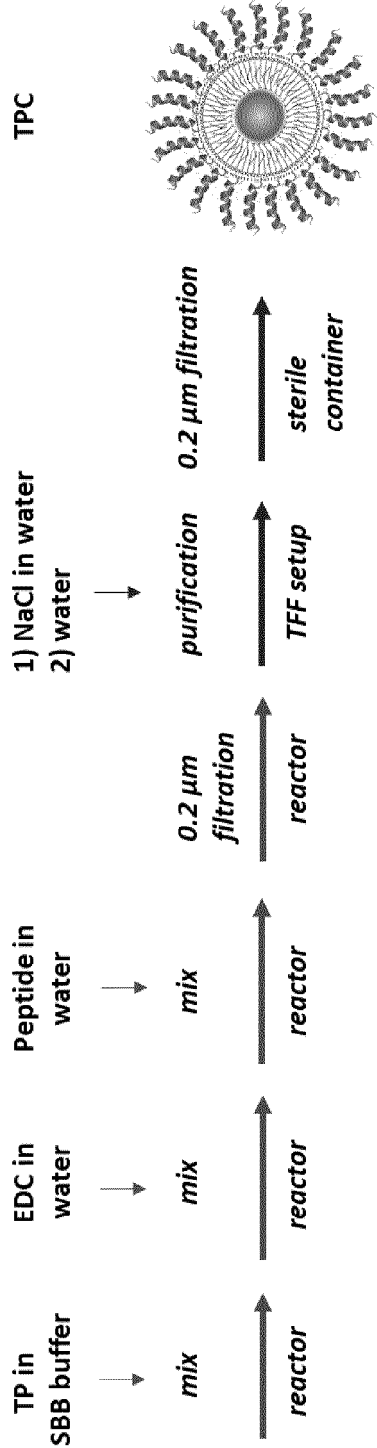 TP in
SBB buffer
mix
reactor
EDC in
water
mix
reactor
Peptide in
water
mix
reactor
0.2 µm
filtration
reactor
1) NaCl in water
2) water
purification
TFF setup
0.2 µm filtration
sterile
container
TPC